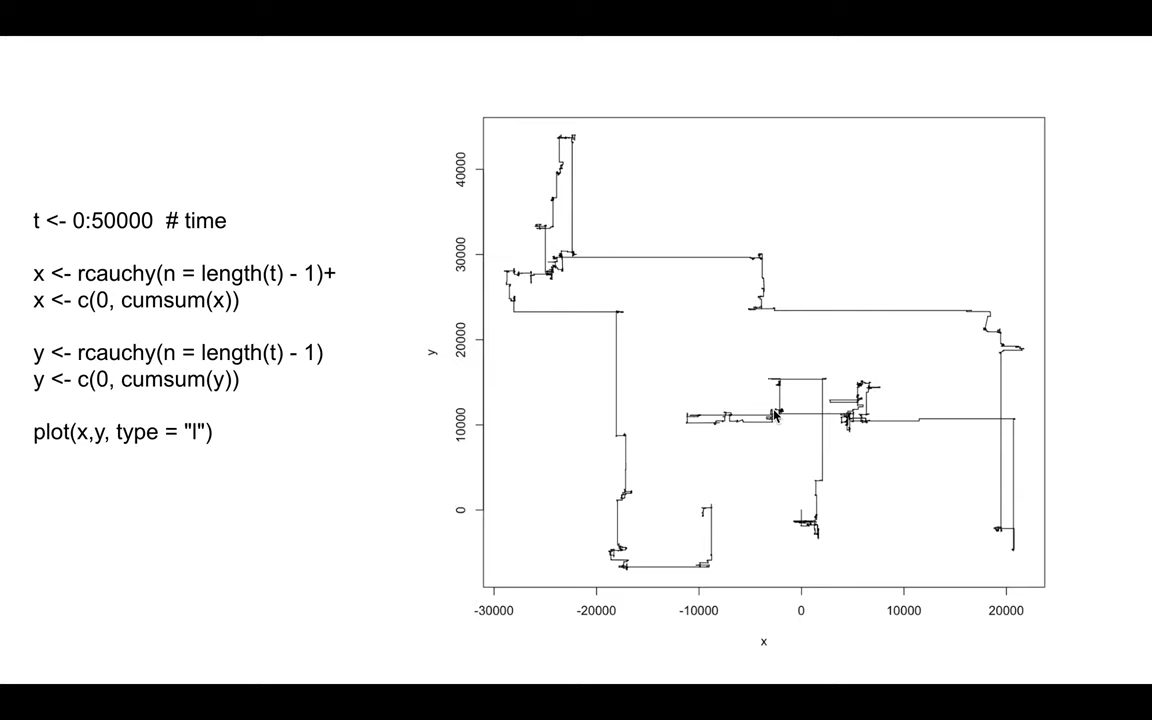 t <- 0:50000  # time
x <- rcauchy(n = length(t) - 1)+
x <- c(0, cumsum(x))
y <- rcauchy(n = length(t) - 1)
y <- c(0, cumsum(y))
plot(x,y, type = "l")
40000
30000
20000
10000
0
y
-30000 -20000 -10000 0 10000 20000
x